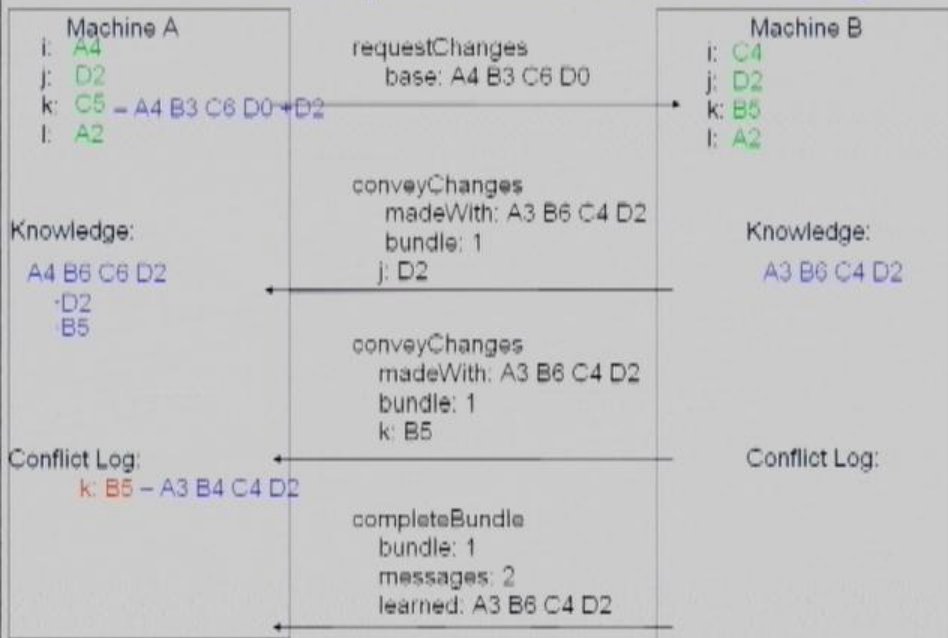 Machine A
i: A4
j: D2
k: C5 – A4 B3 C6 D0 +D2
l: A2
Knowledge:
A4 B6 C6 D2
·D2
·B5
Conflict Log:
k: B5 – A3 B4 C4 D2
requestChanges
base: A4 B3 C6 D0
conveyChanges
madeWith: A3 B6 C4 D2
bundle: 1
j: D2
conveyChanges
madeWith: A3 B6 C4 D2
bundle: 1
k: B5
completeBundle
bundle: 1
messages: 2
learned: A3 B6 C4 D2
Machine B
i: C4
j: D2
k: B5
l: A2
Knowledge:
A3 B6 C4 D2
Conflict Log: